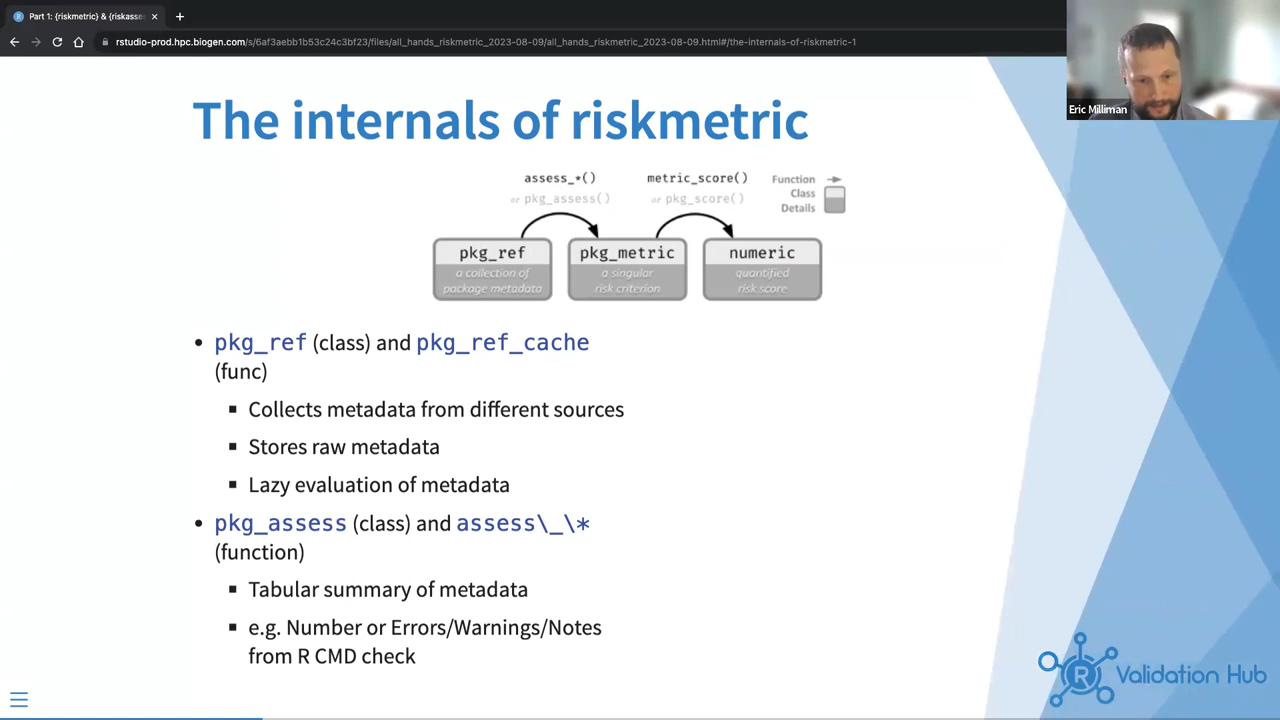 Part 1: {riskmetric} & {riskasses
rstudio-prod.hpc.biogen.com/s/6af3aebb1b53c24c3bf23/files/all_hands_riskmetric_2023-08-09/all_hands_riskmetric_2023-08-09.html#/the-internals-of-riskmetric-1
Eric Milliman
The internals of riskmetric
assess_*()
or pkg_assess()
metric_score()
or pkg_score()
Function
Class
Details
pkg_ref
a collection of
package metadata
pkg_metric
a singular
risk criterion
numeric
quantified
risk score
• pkg_ref (class) and pkg_ref_cache
(func)
▪ Collects metadata from different sources
▪ Stores raw metadata
▪ Lazy evaluation of metadata
• pkg_assess (class) and assess\_\*
(function)
▪ Tabular summary of metadata
▪ e.g. Number or Errors/Warnings/Notes
from R CMD check
R Validation Hub